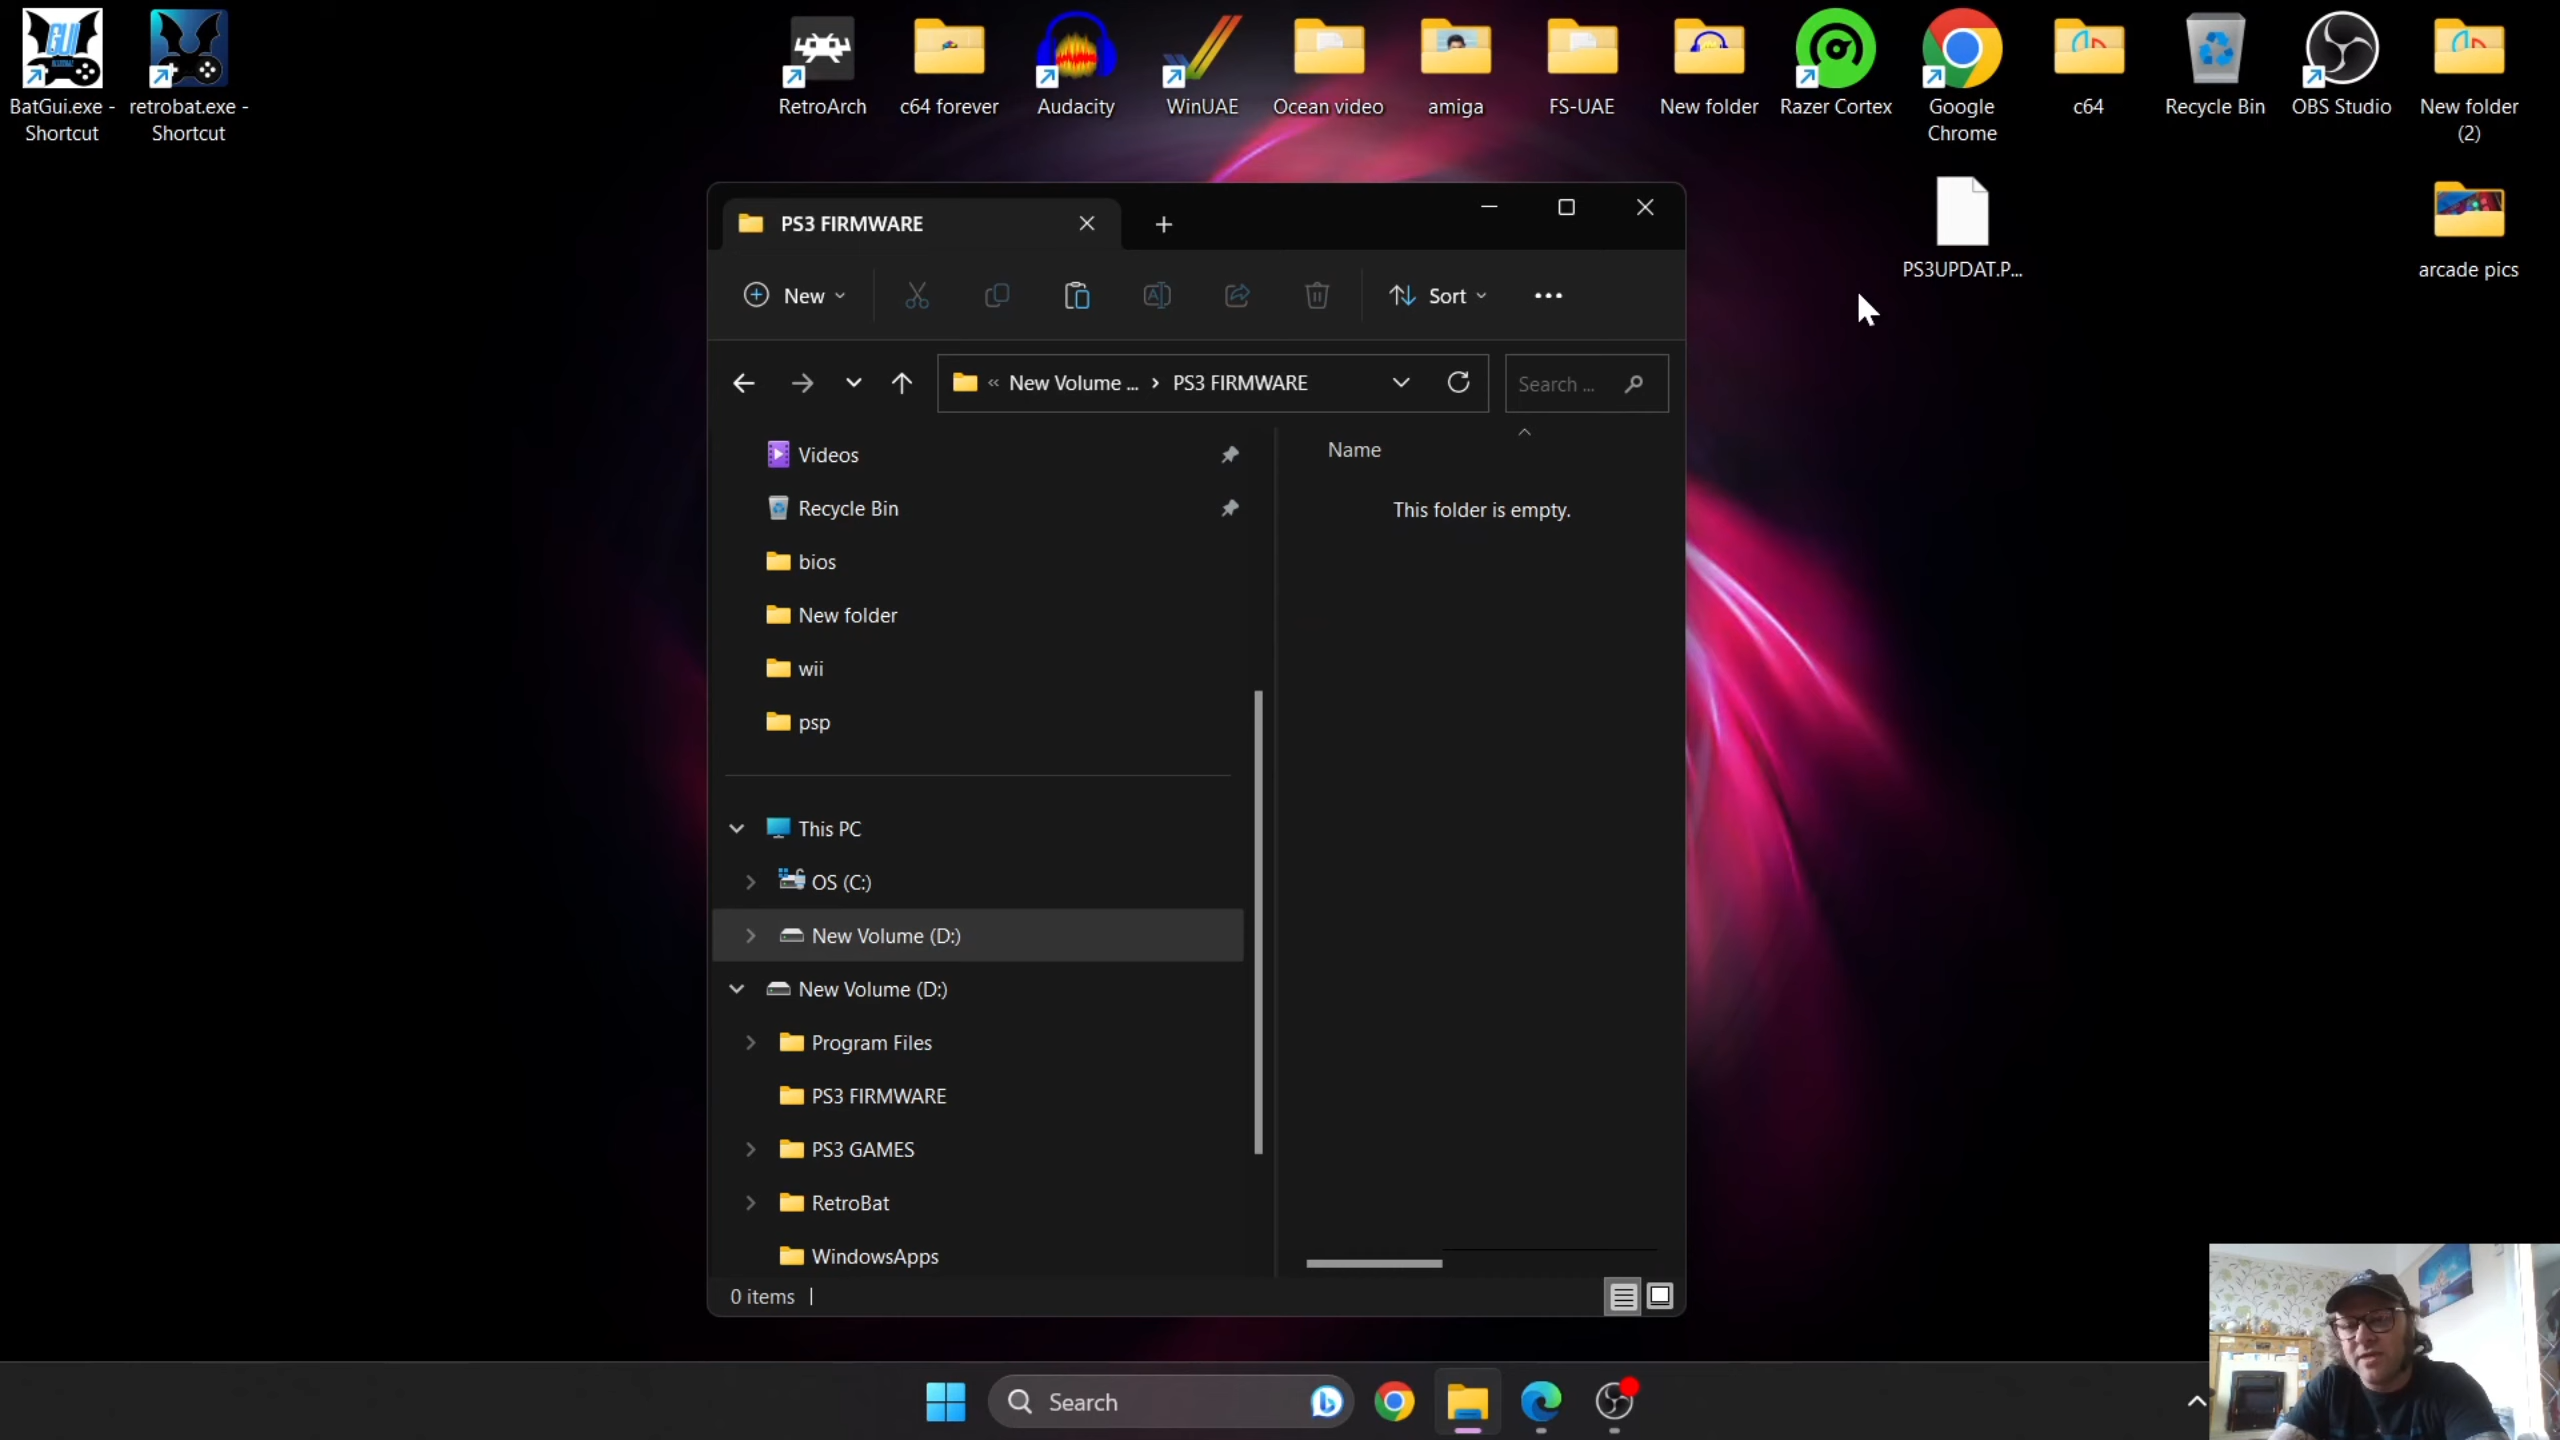 BatGui.exe -
Shortcut
retrobat.exe -
Shortcut
RetroArch
c64 forever
Audacity
WinUAE
Ocean video
amiga
FS-UAE
New folder
Razer Cortex
Google
Chrome
c64
Recycle Bin
OBS Studio
New folder
(2)
PS3UPDAT.P...
arcade pics
GUI
PS3 FIRMWARE
New
Sort
« New Volume ... › PS3 FIRMWARE
Search ...
Videos
Recycle Bin
bios
New folder
wii
psp
This PC
OS (C:)
New Volume (D:)
New Volume (D:)
Program Files
PS3 FIRMWARE
PS3 GAMES
RetroBat
WindowsApps
Name
This folder is empty.
0 items
Search